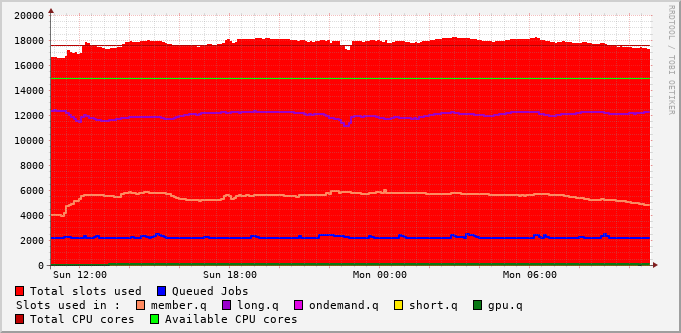 RRDTOOL / TOBI OETIKER
20000
18000
16000
14000
12000
10000
8000
6000
4000
2000
0
Sun 12:00 Sun 18:00 Mon 00:00 Mon 06:00
Total slots used Queued Jobs
Slots used in : member.q long.q ondemand.q short.q gpu.q
Total CPU cores Available CPU cores